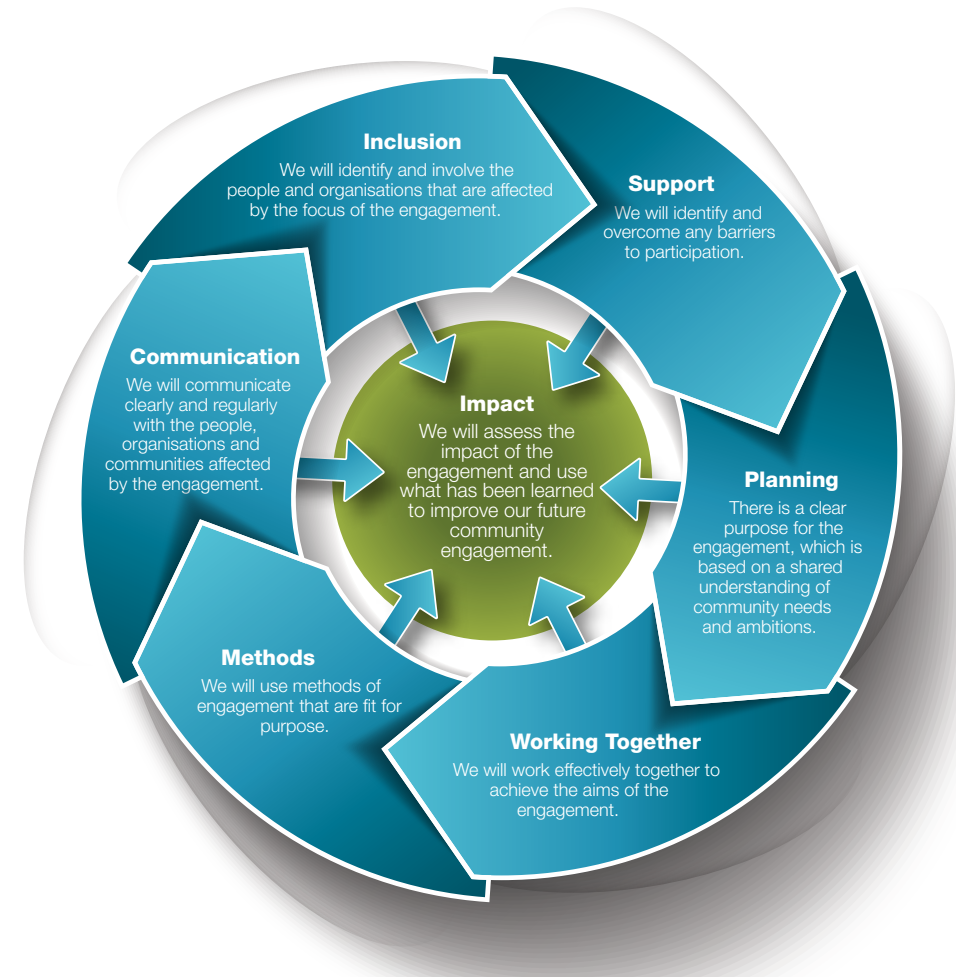 Inclusion
We will identify and involve the
people and organisations that are affected
by the focus of the engagement.
Support
We will identify and
overcome any barriers
to participation.
Planning
There is a clear
purpose for the
engagement, which is
based on a shared
understanding of
community needs
and ambitions.
Working Together
We will work effectively together to
achieve the aims of the
engagement.
Methods
We will use methods of
engagement that are fit for
purpose.
Communication
We will communicate
clearly and regularly
with the people,
organisations and
communities affected
by the engagement.
Impact
We will assess the
impact of the
engagement and use
what has been learned
to improve our future
community
engagement.